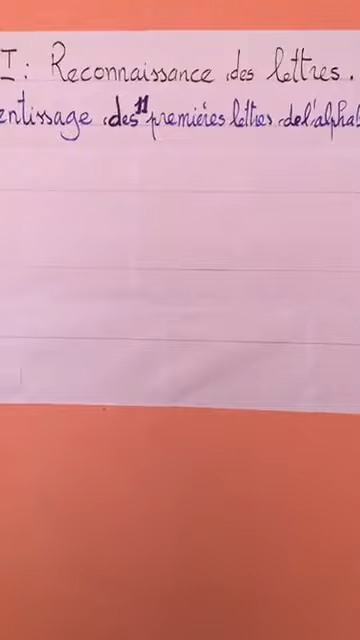 I : Reconnaissance des lettres.
entissage des 11 premières lettres de l'alphab